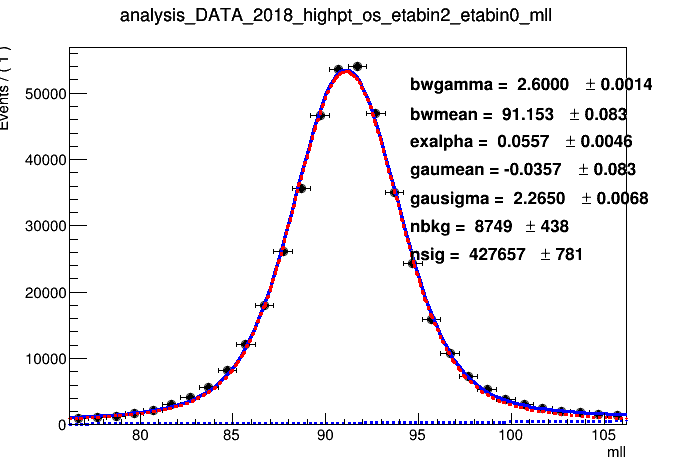 analysis_DATA_2018_highpt_os_etabin2_etabin0_mll
Events / ( 1 )
50000
40000
30000
20000
10000
0
bwgamma = 2.6000 ± 0.0014
bwmean = 91.153 ± 0.083
exalpha = 0.0557 ± 0.0046
gaumean = -0.0357 ± 0.083
gausigma = 2.2650 ± 0.0068
nbkg = 8749 ± 438
nsig = 427657 ± 781
80 85 90 95 100 105
mll